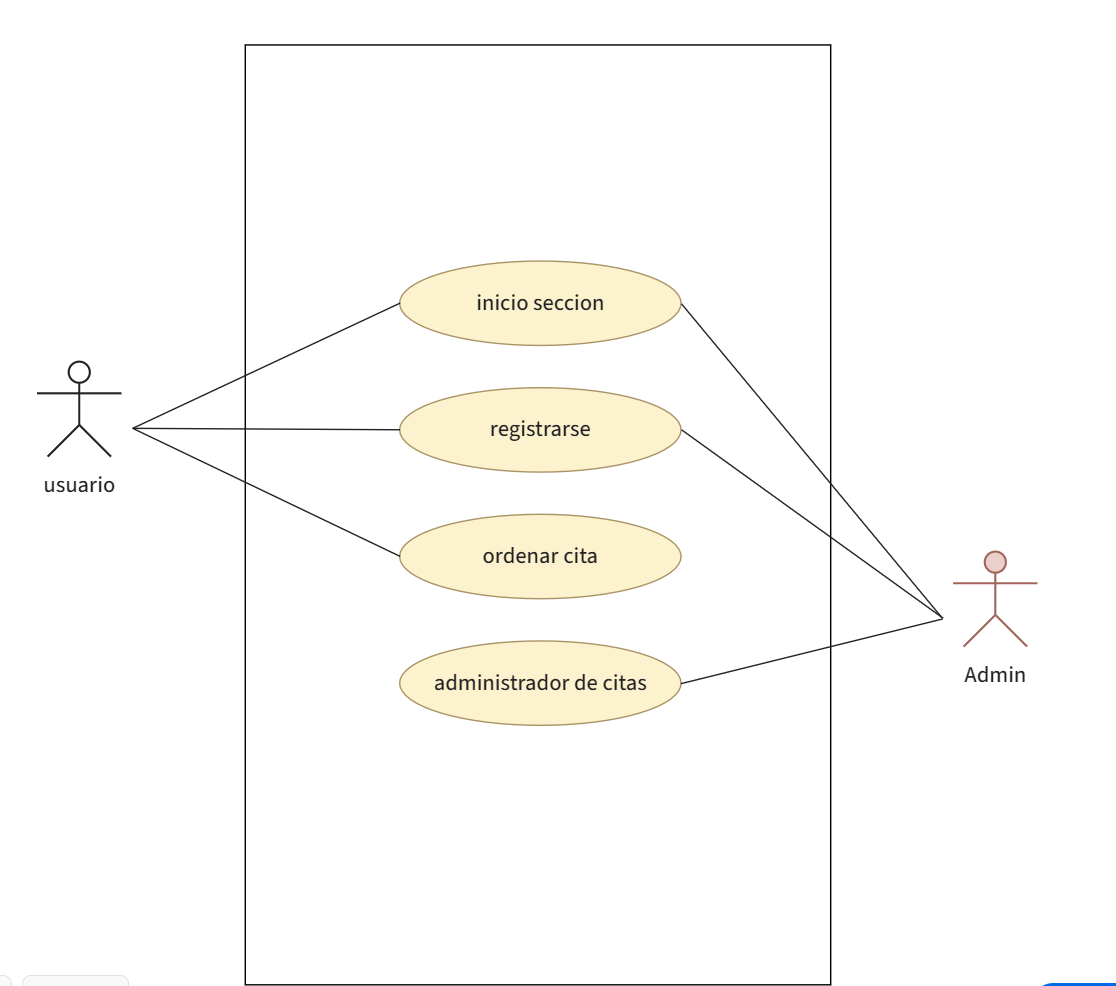 inicio seccion
registrarse
usuario
ordenar cita
administrador de citas
Admin